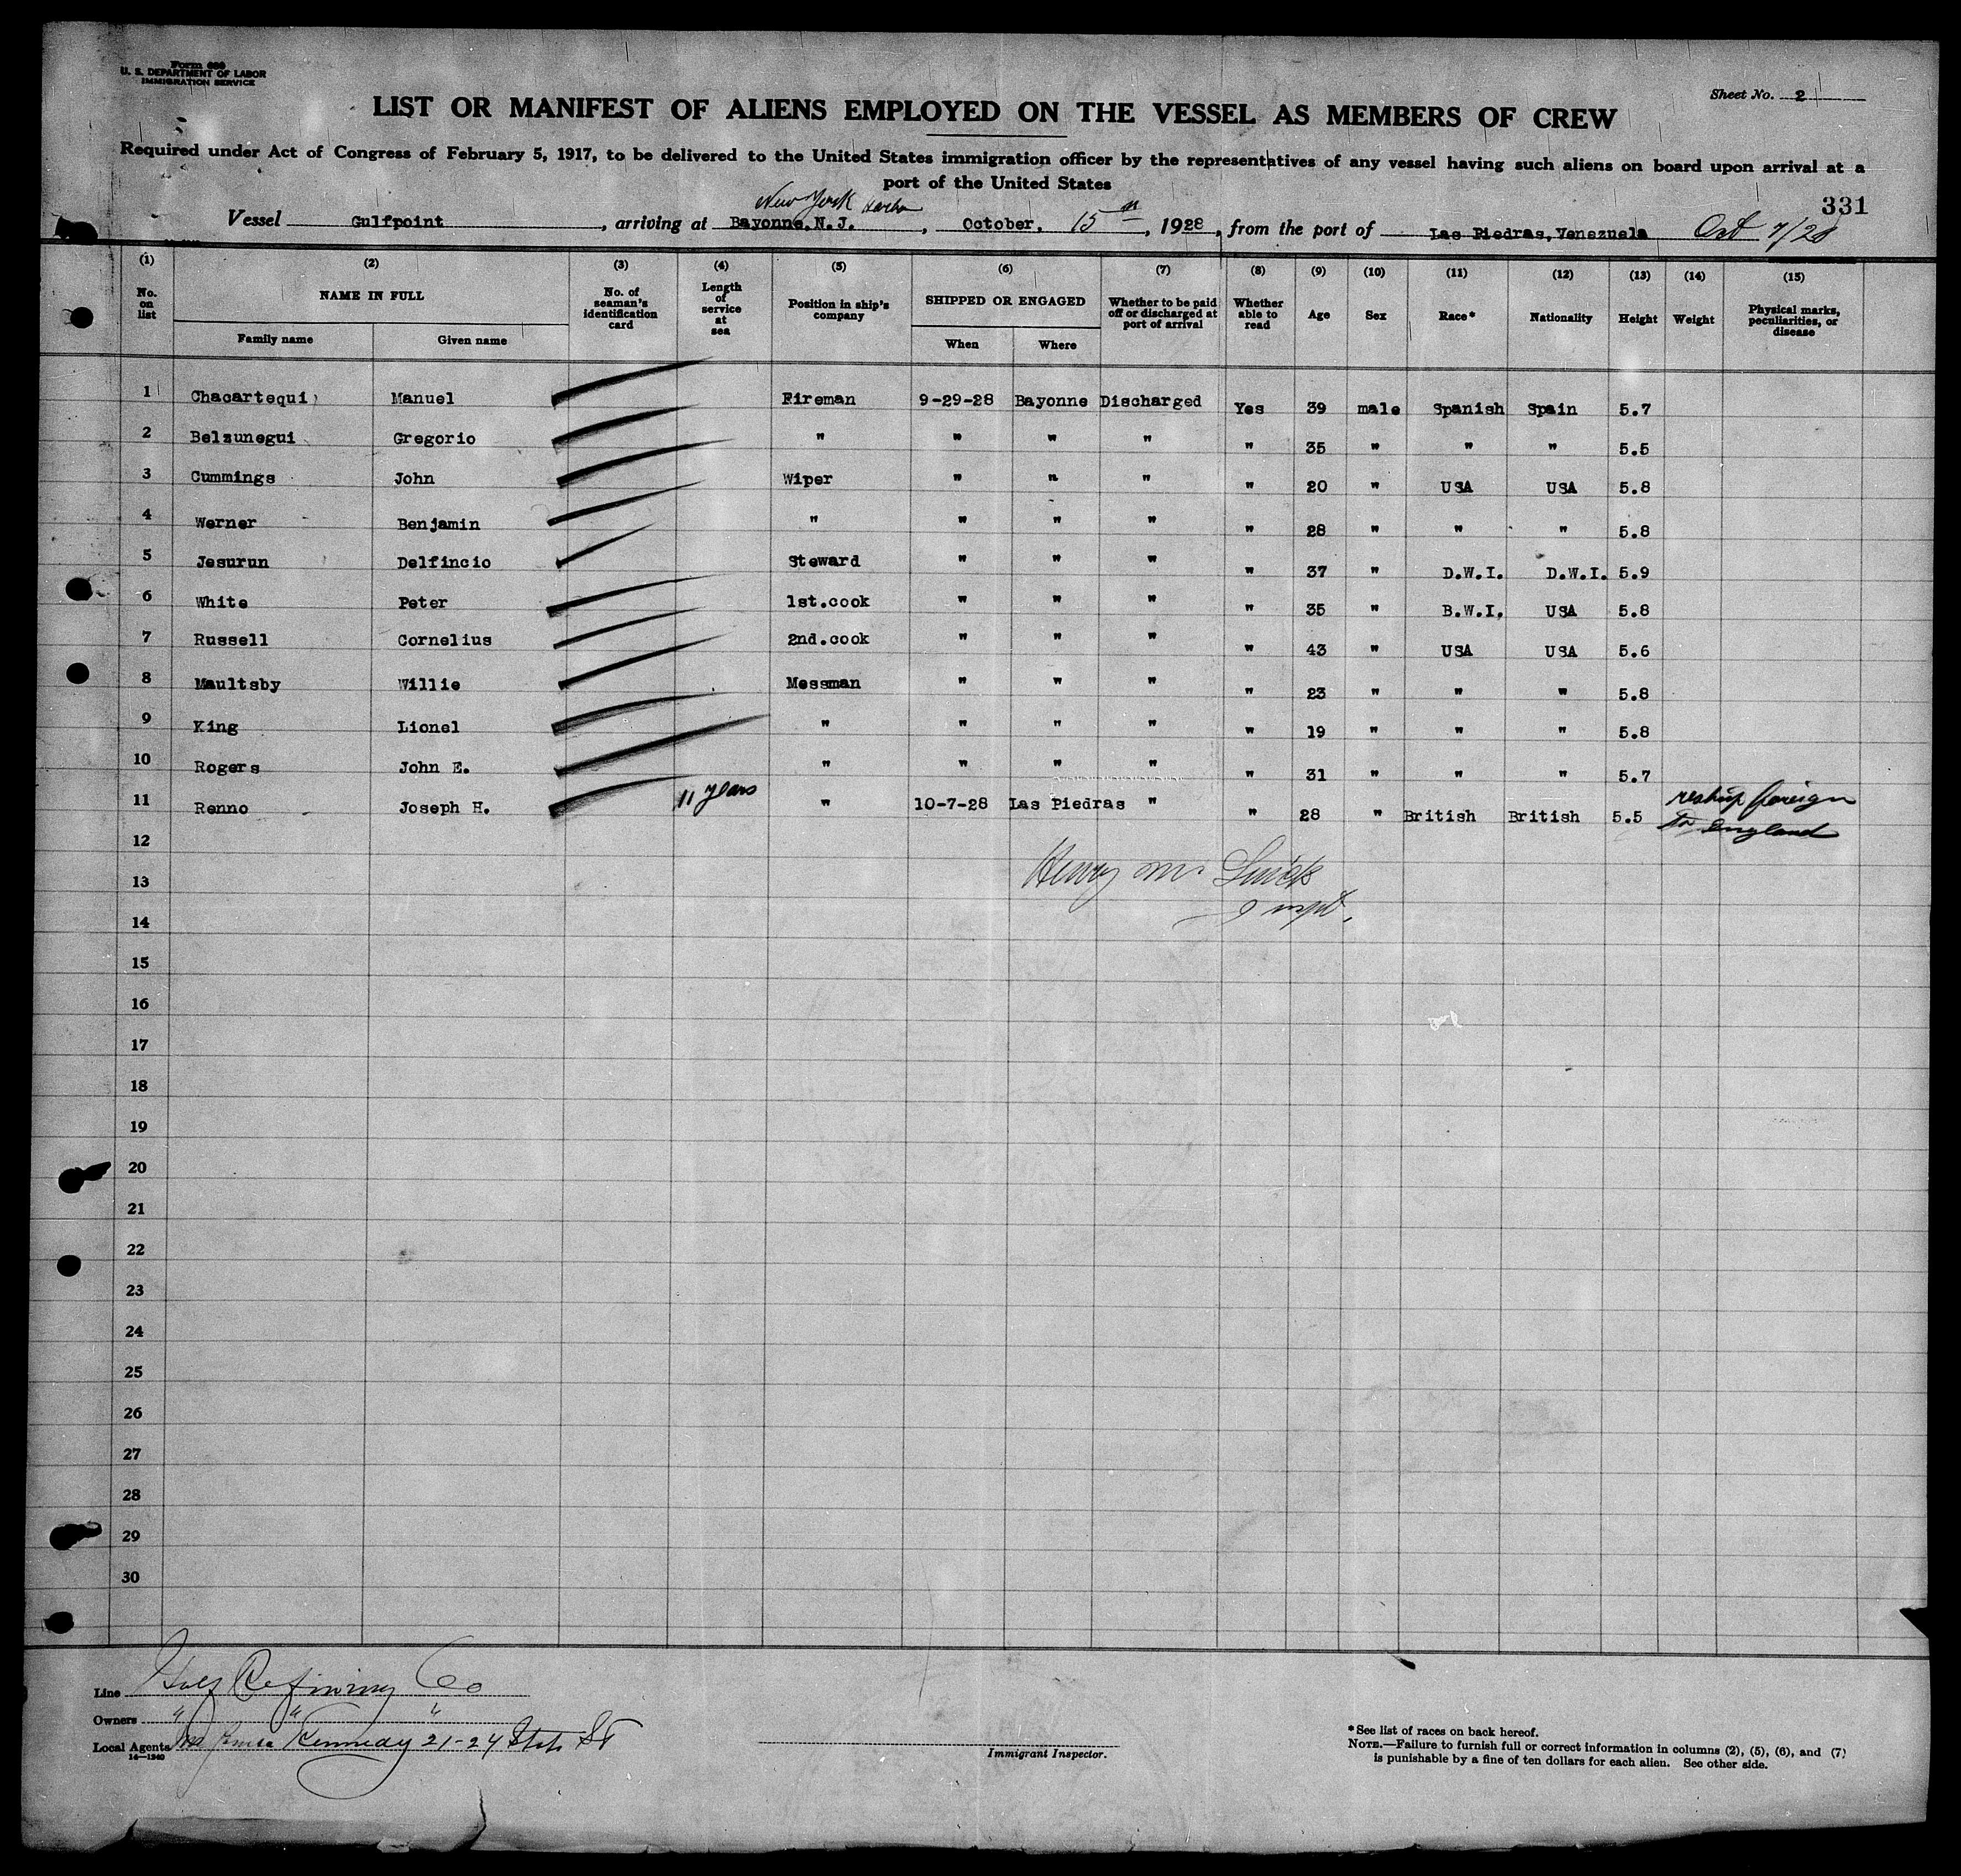 Form 680
U. S. DEPARTMENT OF LABOR
IMMIGRATION SERVICE
Sheet No. 2
LIST OR MANIFEST OF ALIENS EMPLOYED ON THE VESSEL AS MEMBERS OF CREW
Required under Act of Congress of February 5, 1917, to be delivered to the United States immigration officer by the representatives of any vessel having such aliens on board upon arrival at a
port of the United States
331
New York Harbor
Vessel Gulfpoint, arriving at Bayonne, N.J., October, 15th, 1928, from the port of Las Piedras, Venezuela Oct 7/28
(1) (2) (3) (4) (5) (6) (7) (8) (9) (10) (11) (12) (13) (14) (15)
No. on list NAME IN FULL No. of seaman's identification card Length of service at sea Position in ship's company SHIPPED OR ENGAGED Whether to be paid off or discharged at port of arrival Whether able to read Age Sex Race* Nationality Height Weight Physical marks, peculiarities, or disease
Family name Given name When Where
1 Chacartequi Manuel Fireman 9-29-28 Bayonne Discharged Yes 39 male Spanish Spain 5.7
2 Belzunegui Gregorio " " " " " 35 " " " 5.5
3 Cummings John Wiper " " " " 20 " USA USA 5.8
4 Werner Benjamin " " " " " 28 " " " 5.8
5 Jesurun Delfincio Steward " " " " 37 " D.W.I. D.W.I. 5.9
6 White Peter 1st.cook " " " " 35 " B.W.I. USA 5.8
7 Russell Cornelius 2nd.cook " " " " 43 " USA USA 5.6
8 Maultsby Willie Messman " " " " 23 " " " 5.8
9 King Lionel " " " " " 19 " " " 5.8
10 Rogers John E. " " " " " 31 " " " 5.7
11 Renno Joseph H. 11 years " 10-7-28 Las Piedras " " 28 " British British 5.5 reship foreign
to England
12
Henry M.
13
Inspt.
14
15
16
17
18
19
20
21
22
23
24
25
26
27
28
29
30
Line Gulf Refining Co
Owners " " "
Local Agents Kennedy 21-24 State St
14—1240
Immigrant Inspector.
* See list of races on back hereof.
NOTE.—Failure to furnish full or correct information in columns (2), (5), (6), and (7)
is punishable by a fine of ten dollars for each alien. See other side.